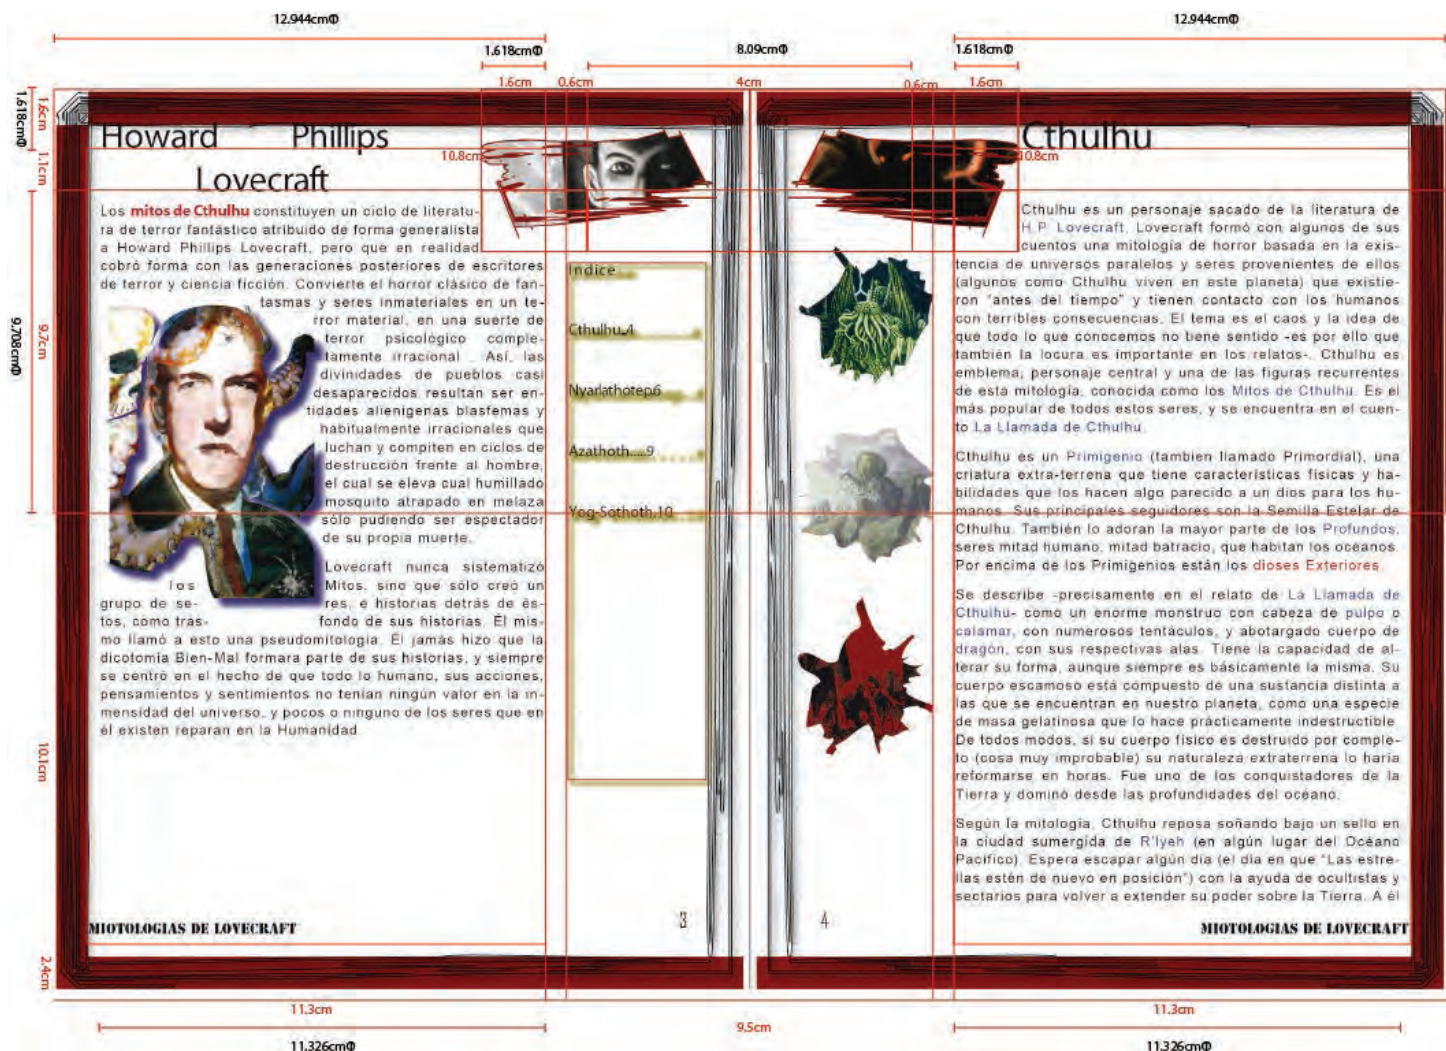 12.944cmΦ
12.944cmΦ
1.618cmΦ
8.09cmΦ
1.618cmΦ
1.6cm
0.6cm
4cm
0.6cm
1.6cm
1.618cmΦ
1.6cm
1.1cm
9.708cmΦ
9.7cm
10.1cm
2.4cm
Howard Phillips
Lovecraft
10.8cm
Los mitos de Cthulhu constituyen un ciclo de literatu-
ra de terror fantástico atribuido de forma generalista
a Howard Phillips Lovecraft, pero que en realidad
cobró forma con las generaciones posteriores de escritores
de terror y ciencia ficción. Convierte el horror clásico de fan-
tasmas y seres inmateriales en un te-
rror material, en una suerte de
terror psicológico comple-
tamente irracional . Así, las
divinidades de pueblos casi
desaparecidos resultan ser en-
tidades alienígenas blasfemas y
habitualmente irracionales que
luchan y compiten en ciclos de
destrucción frente al hombre,
el cual se eleva cual humillado
mosquito atrapado en melaza
sólo pudiendo ser espectador
de su propia muerte.
Lovecraft nunca sistematizó
los Mitos, sino que sólo creó un
grupo de se- res, e historias detrás de és-
tos, como tras- fondo de sus historias. Él mis-
mo llamó a esto una pseudomitología. Él jamás hizo que la
dicotomía Bien-Mal formara parte de sus historias, y siempre
se centró en el hecho de que todo lo humano, sus acciones,
pensamientos y sentimientos no tenían ningún valor en la in-
mensidad del universo, y pocos o ninguno de los seres que en
él existen reparan en la Humanidad.
Indice
Cthulhu.4
Nyarlathotep6
Azathoth.....9
Yog-Sothoth.10
MIOTOLOGIAS DE LOVECRAFT
3
Cthulhu
10.8cm
Cthulhu es un personaje sacado de la literatura de
H.P. Lovecraft. Lovecraft formó con algunos de sus
cuentos una mitología de horror basada en la exis-
tencia de universos paralelos y seres provenientes de ellos
(algunos como Cthulhu viven en este planeta) que existie-
ron "antes del tiempo" y tienen contacto con los humanos
con terribles consecuencias. El tema es el caos y la idea de
que todo lo que conocemos no tiene sentido -es por ello que
también la locura es importante en los relatos-. Cthulhu es
emblema, personaje central y una de las figuras recurrentes
de esta mitología, conocida como los Mitos de Cthulhu. Es el
más popular de todos estos seres, y se encuentra en el cuen-
to La Llamada de Cthulhu.
Cthulhu es un Primigenio (tambien llamado Primordial), una
criatura extra-terrena que tiene características físicas y ha-
bilidades que los hacen algo parecido a un dios para los hu-
manos. Sus principales seguidores son la Semilla Estelar de
Cthulhu. También lo adoran la mayor parte de los Profundos,
seres mitad humano, mitad batracio, que habitan los océanos.
Por encima de los Primigenios están los dioses Exteriores.
Se describe -precisamente en el relato de La Llamada de
Cthulhu- como un enorme monstruo con cabeza de pulpo o
calamar, con numerosos tentáculos, y abotargado cuerpo de
dragón, con sus respectivas alas. Tiene la capacidad de al-
terar su forma, aunque siempre es básicamente la misma. Su
cuerpo escamoso está compuesto de una sustancia distinta a
las que se encuentran en nuestro planeta, como una especie
de masa gelatinosa que lo hace prácticamente indestructible.
De todos modos, si su cuerpo físico es destruido por comple-
to (cosa muy improbable) su naturaleza extraterrena lo haría
reformarse en horas. Fue uno de los conquistadores de la
Tierra y dominó desde las profundidades del océano.
Según la mitología, Cthulhu reposa soñando bajo un sello en
la ciudad sumergida de R'lyeh (en algún lugar del Océano
Pacífico). Espera escapar algún día (el día en que "Las estre-
llas estén de nuevo en posición") con la ayuda de ocultistas y
sectarios para volver a extender su poder sobre la Tierra. A él
4
MIOTOLOGIAS DE LOVECRAFT
11.3cm
9.5cm
11.3cm
11.326cmΦ
11.326cmΦ